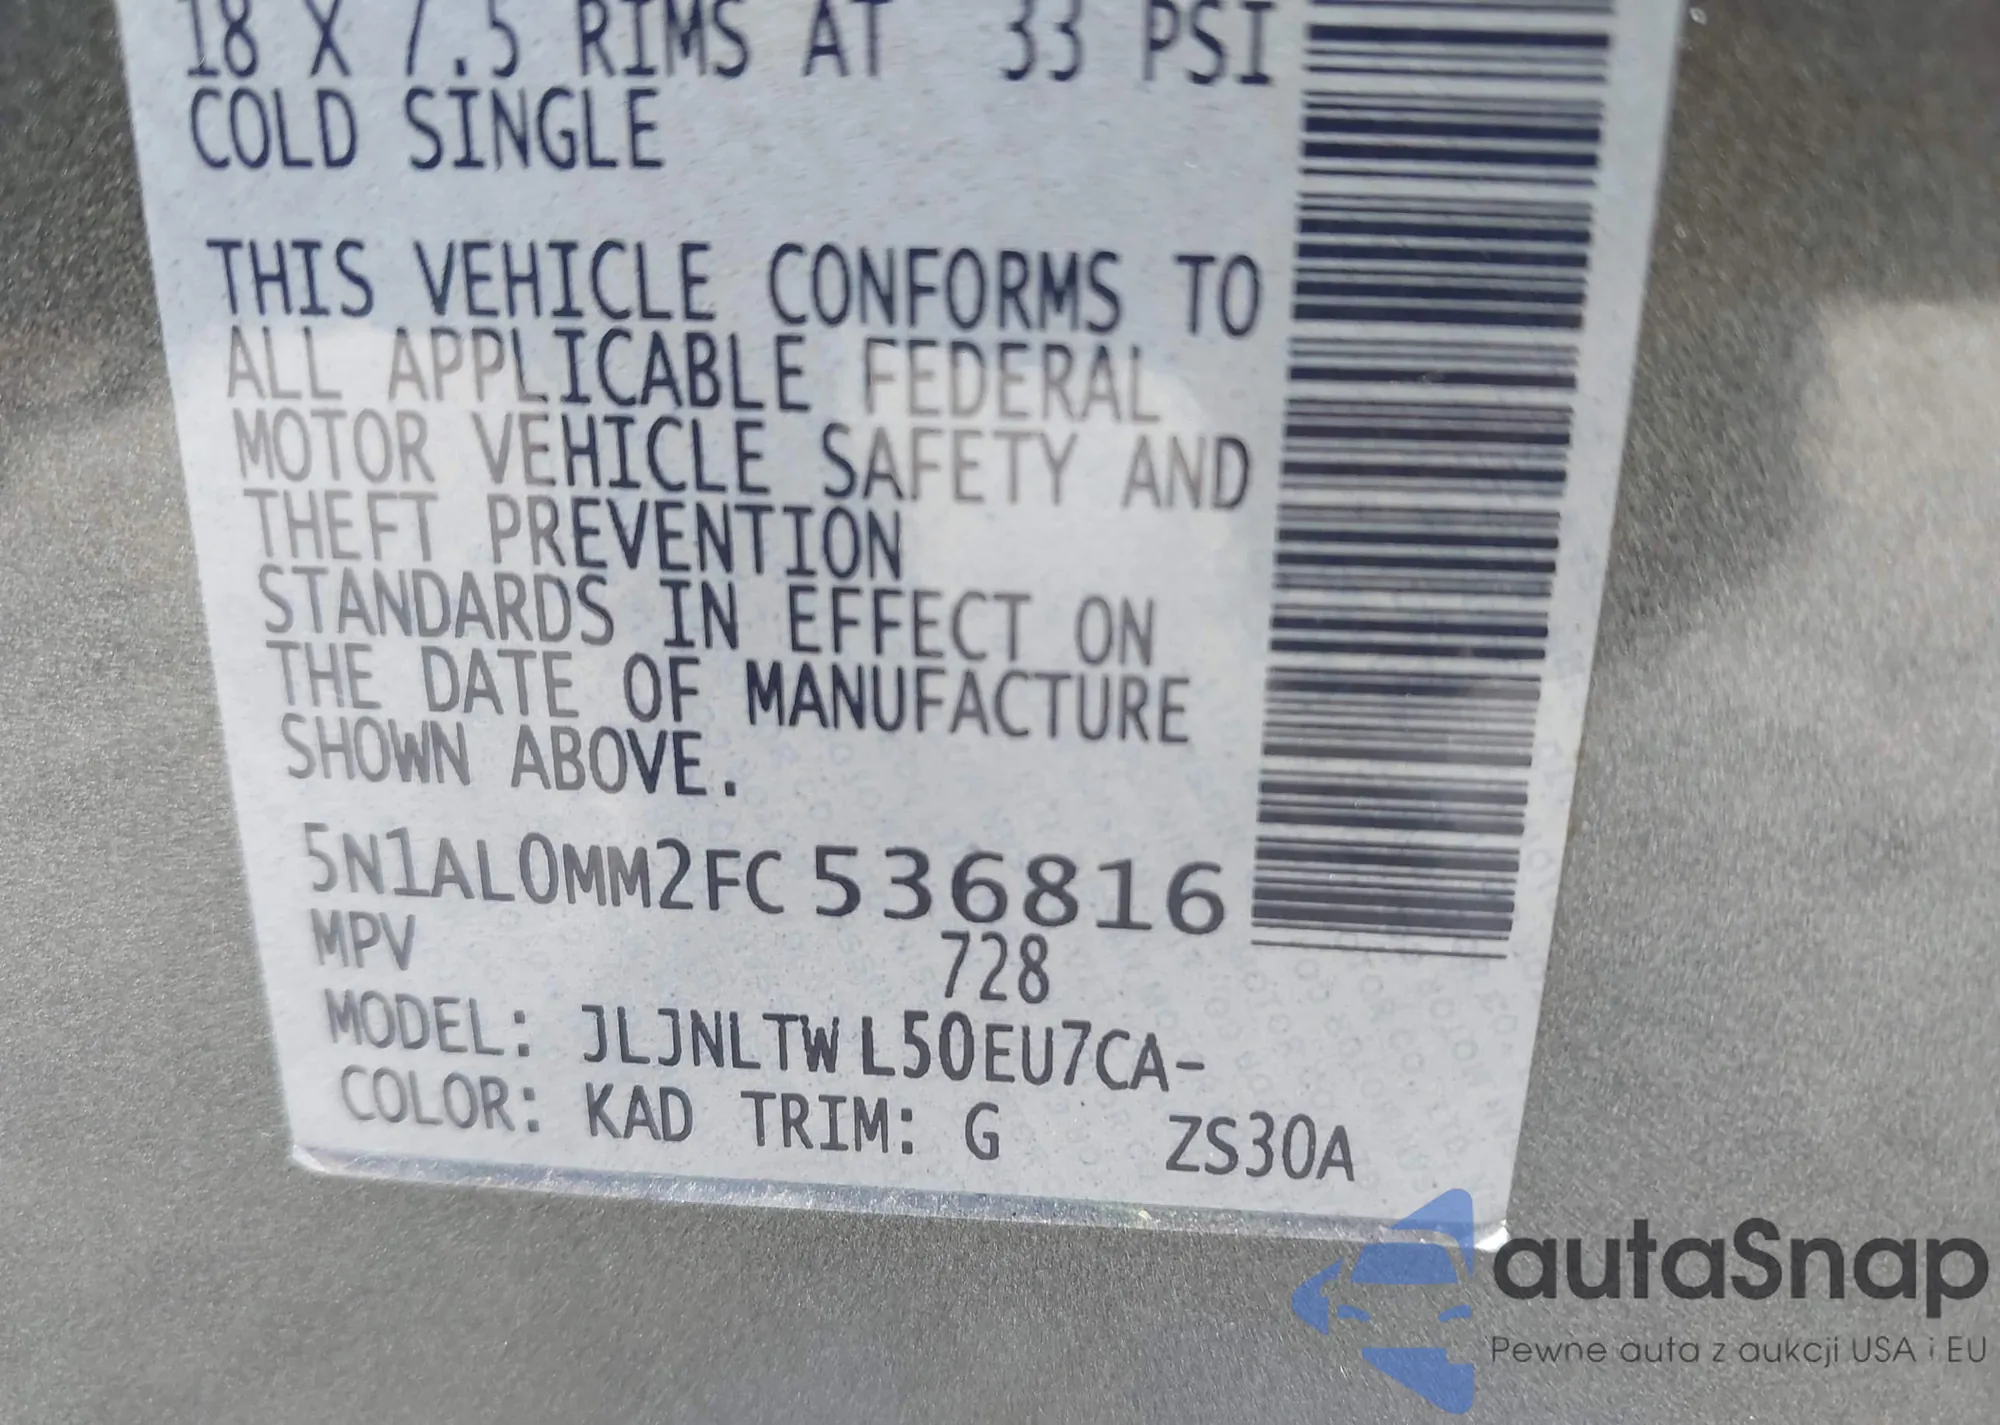 18 X 7.5 RIMS AT 33 PSI
COLD SINGLE
THIS VEHICLE CONFORMS TO
ALL APPLICABLE FEDERAL
MOTOR VEHICLE SAFETY AND
THEFT PREVENTION
STANDARDS IN EFFECT ON
THE DATE OF MANUFACTURE
SHOWN ABOVE.
5N1AL0MM2FC536816
MPV 728
MODEL: JLJNLTWL50EU7CA-
COLOR: KAD TRIM: G ZS30A
autaSnap
Pewne auta z aukcji USA i EU